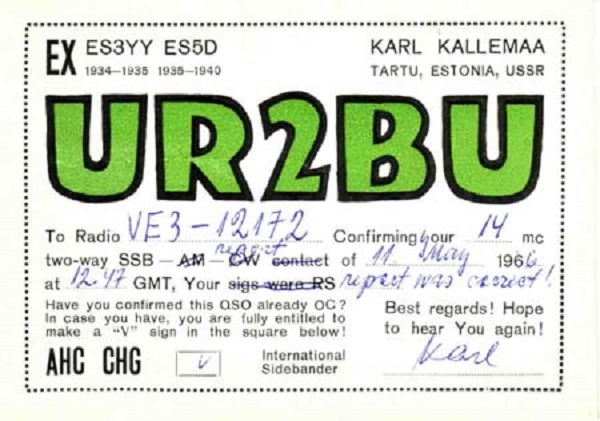 EX ES3YY ES5D KARL KALLEMAA
1934—1935 1935—1940 TARTU, ESTONIA, USSR
UR2BU
To Radio VE3-12172 Confirming your 14 mc
report
two-way SSB — AM — CW contact of 11 May 1966
at 12.47 GMT, Your sigs were RS report was correct!
Have you confirmed this QSO already OC?
In case you have, you are fully entitled to
make a "V" sign in the square below!
Best regards! Hope
to hear You again!
AHC CHG V International
Sidebander
Karl